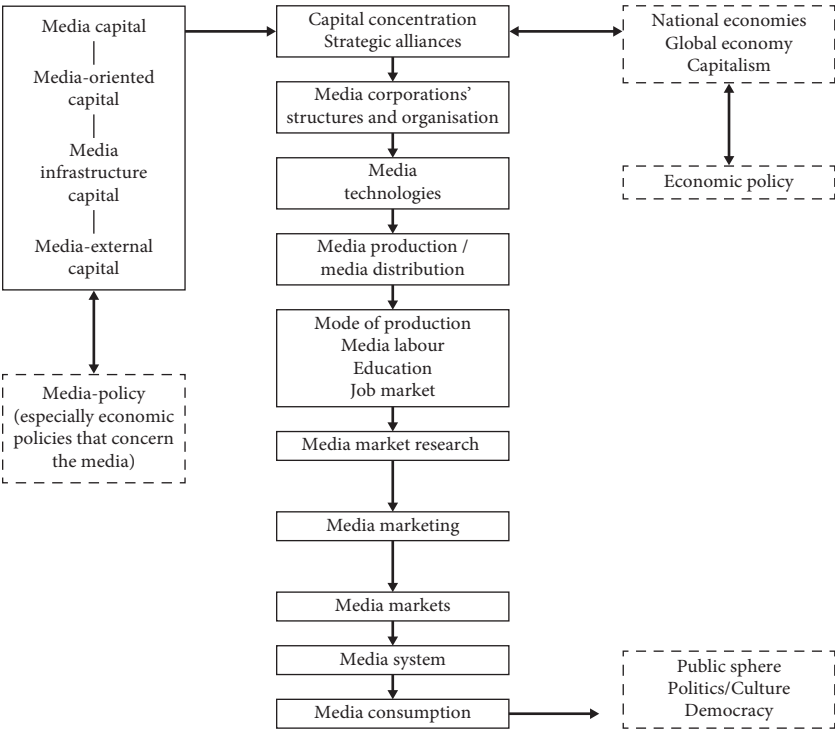 Media capital
Media-oriented
capital
Media
infrastructure
capital
Media-external
capital
Media-policy
(especially economic
policies that concern
the media)
Capital concentration
Strategic alliances
Media corporations’
structures and organisation
Media
technologies
Media production /
media distribution
Mode of production
Media labour
Education
Job market
Media market research
Media marketing
Media markets
Media system
Media consumption
National economies
Global economy
Capitalism
Economic policy
Public sphere
Politics/Culture
Democracy